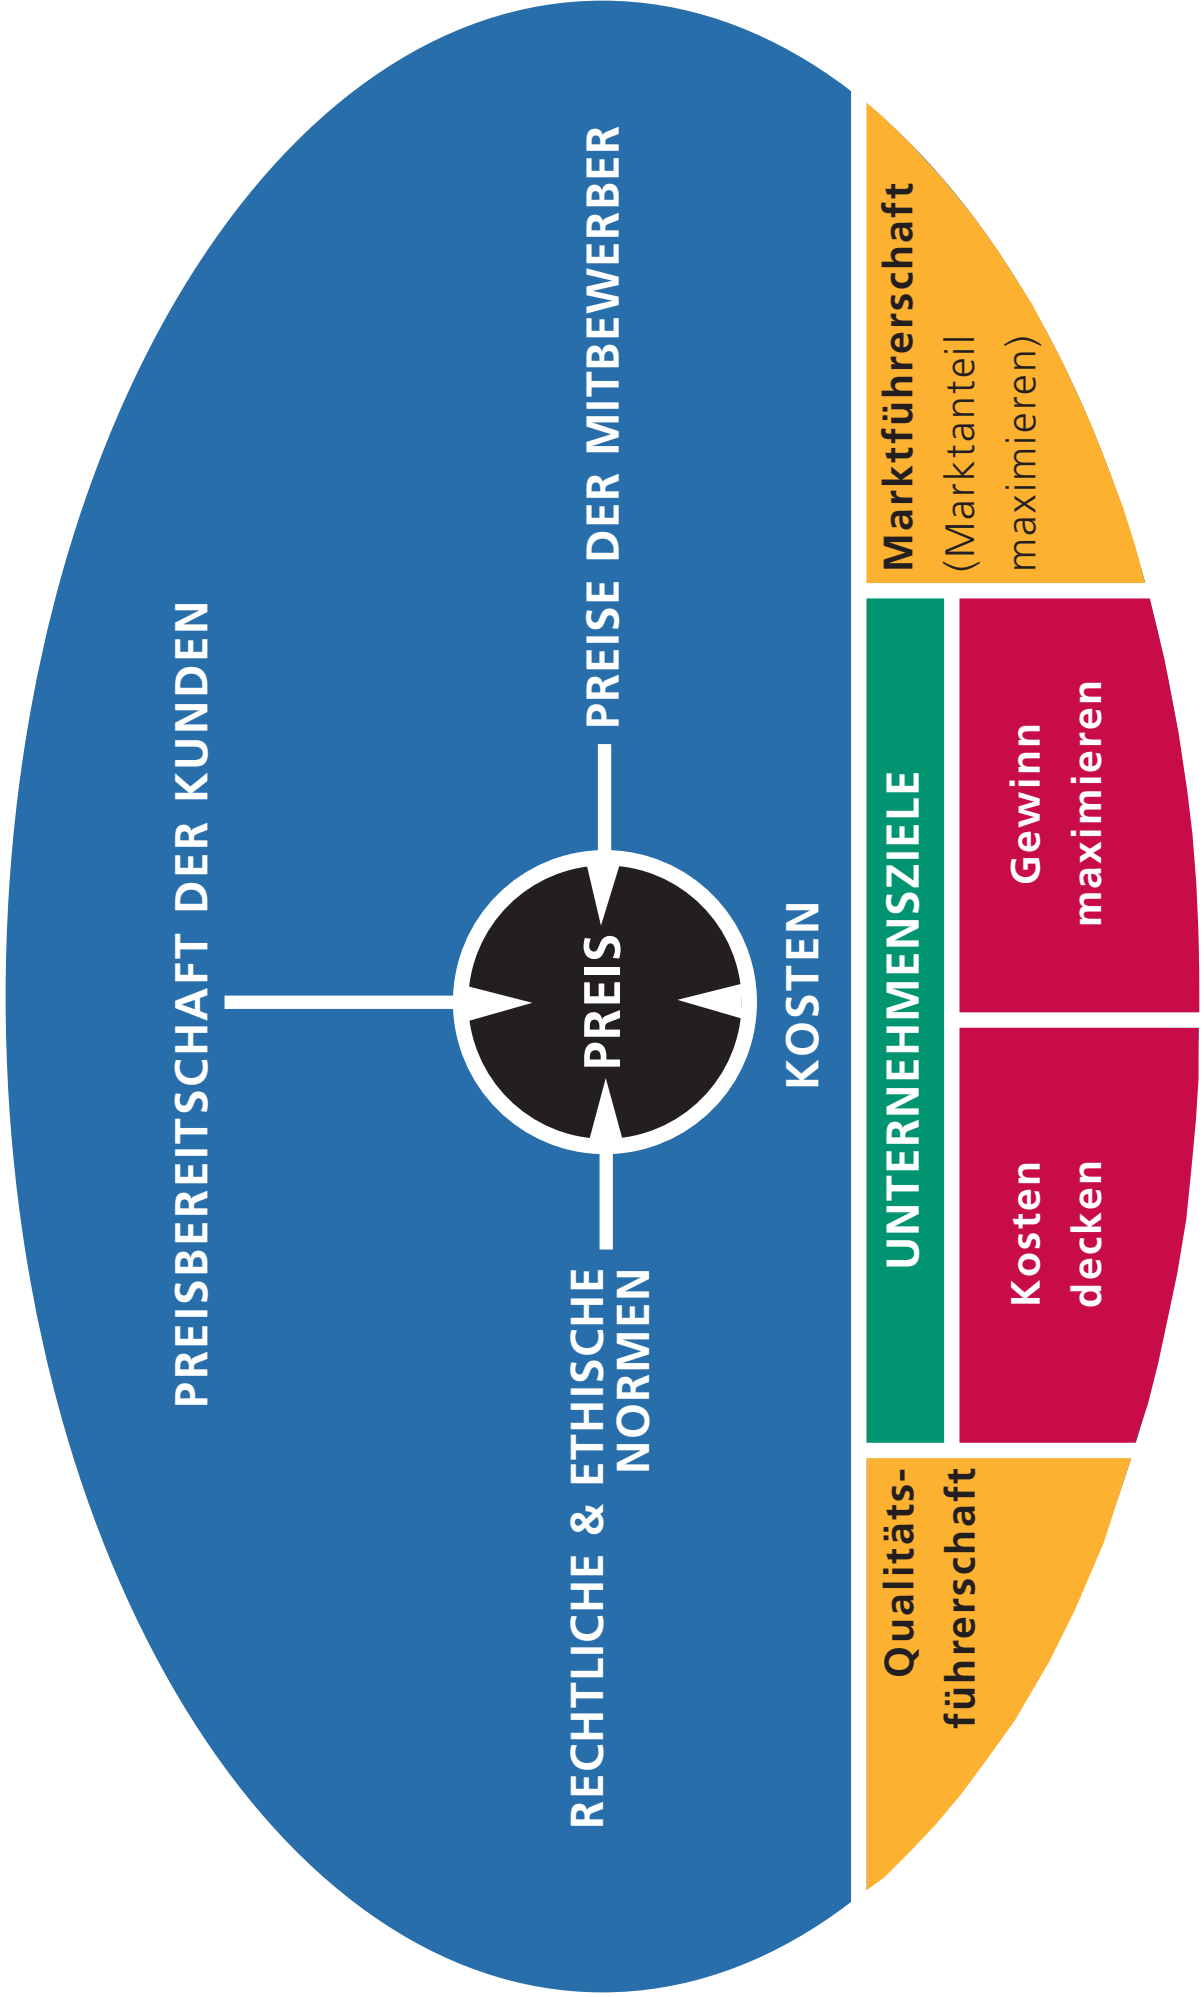 PREISBEREITSCHAFT DER KUNDEN
RECHTLICHE & ETHISCHE
NORMEN
PREIS
PREISE DER MITBEWERBER
KOSTEN
UNTERNEHMENSZIELE
Qualitäts-
führerschaft
Kosten
decken
Gewinn
maximieren
Marktführerschaft
(Marktanteil
maximieren)